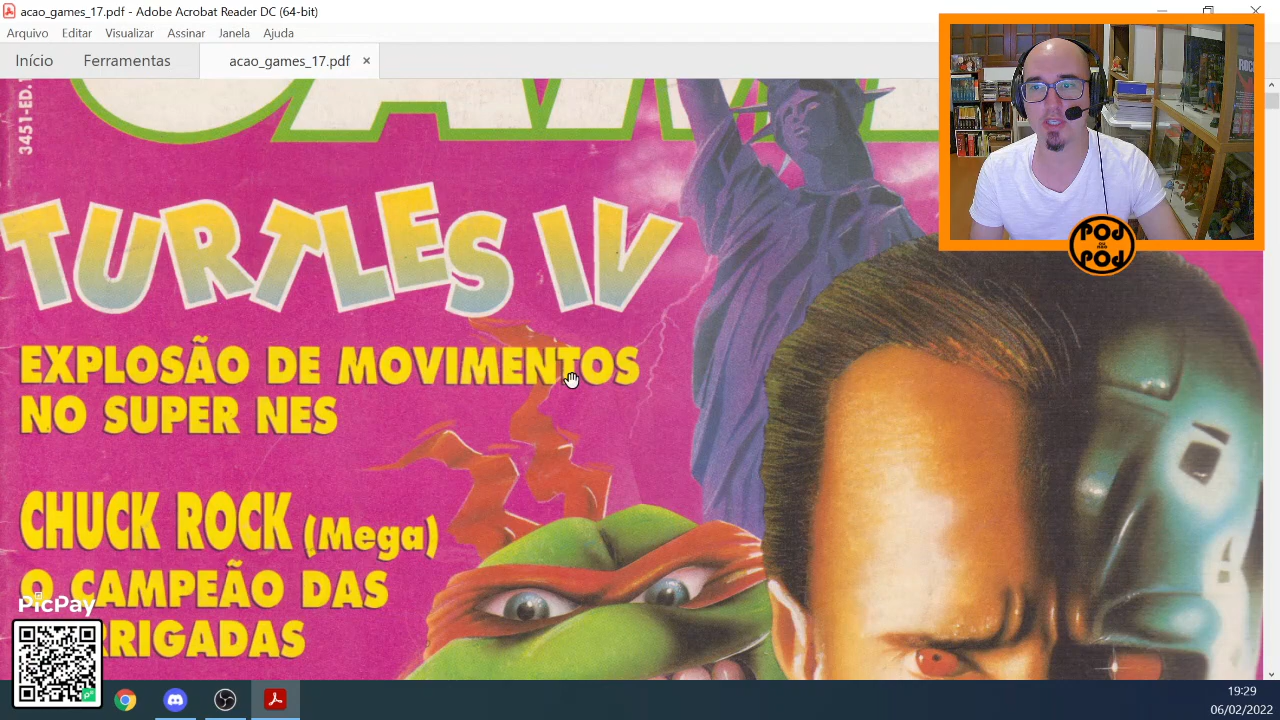 acao_games_17.pdf - Adobe Acrobat Reader DC (64-bit)
Arquivo Editar Visualizar Assinar Janela Ajuda
Início Ferramentas acao_games_17.pdf ×
3451-ED.1
TURTLES IV
EXPLOSÃO DE MOVIMENTOS
NO SUPER NES
CHUCK ROCK (Mega)
O CAMPEÃO DAS
RRIGADAS
PicPay
POd
POd
19:29
06/02/2022